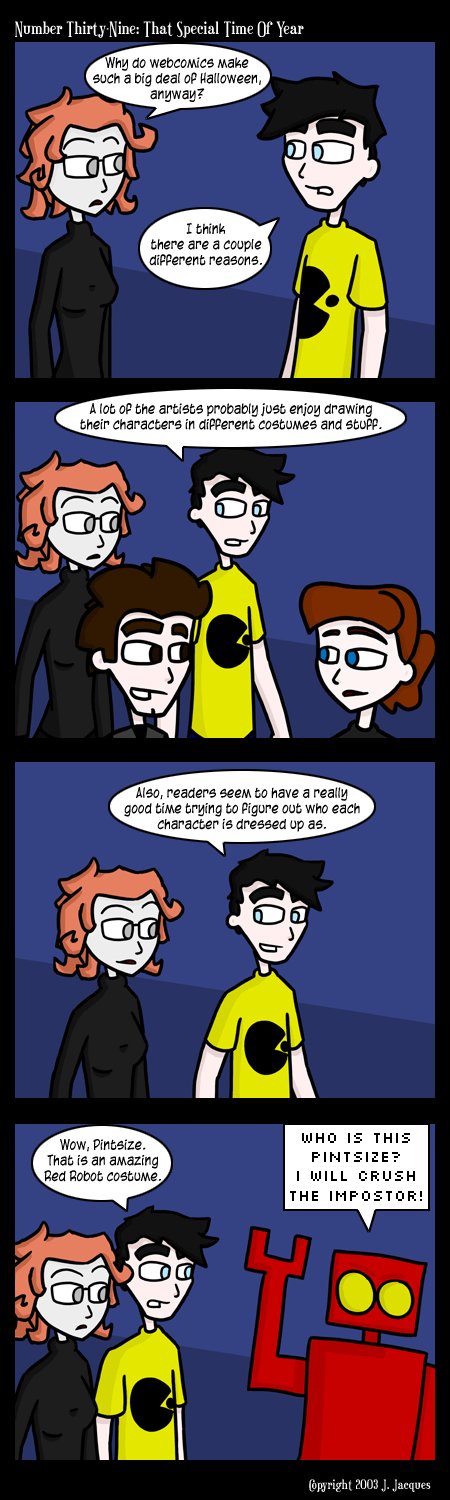 Number Thirty-Nine: That Special Time Of Year
Why do webcomics make
such a big deal of Halloween,
anyway?
I think
there are a couple
different reasons.
A lot of the artists probably just enjoy drawing
their characters in different costumes and stuff.
Also, readers seem to have a really
good time trying to figure out who each
character is dressed up as.
Wow, Pintsize.
That is an amazing
Red Robot costume.
WHO IS THIS
PINTSIZE?
I WILL CRUSH
THE IMPOSTOR!
Copyright 2003 J. Jacques